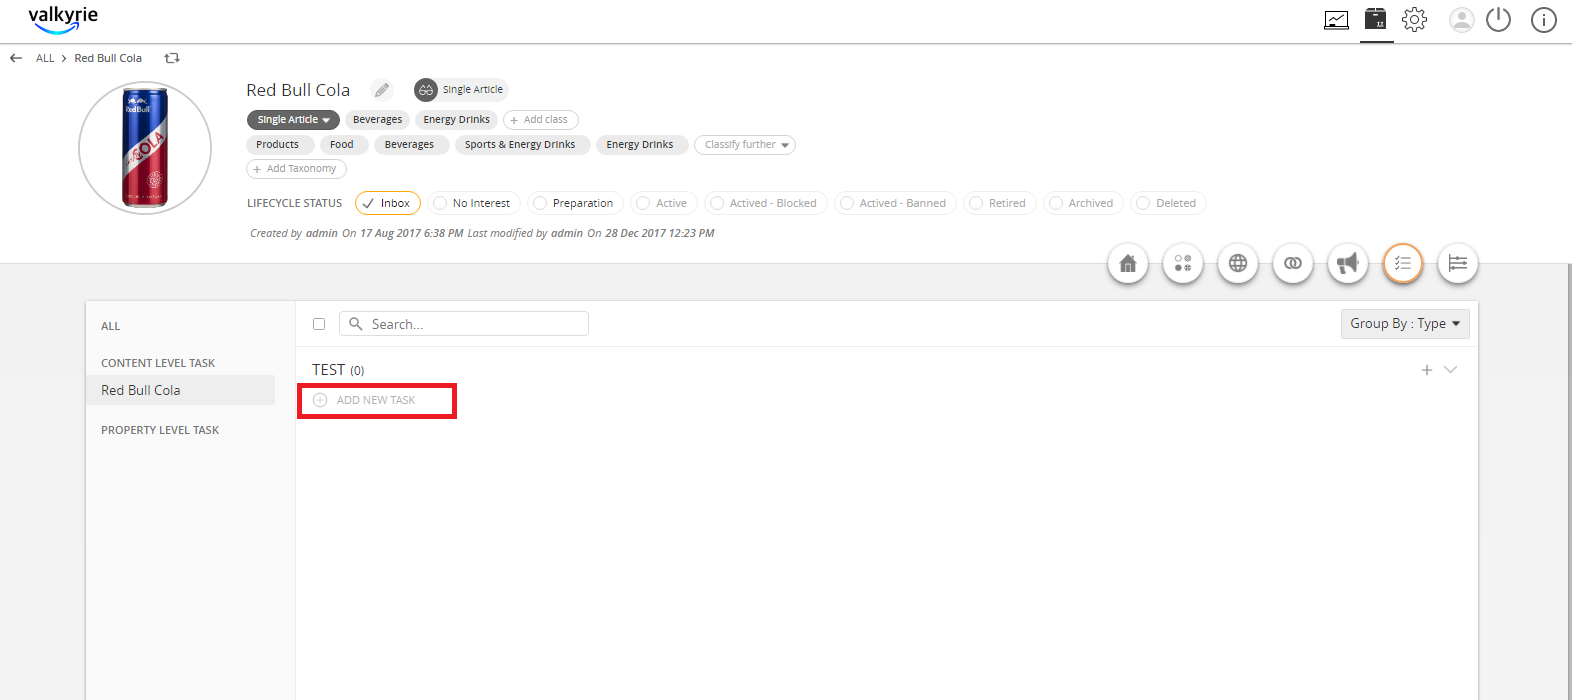 valkyrie
ALL > Red Bull Cola
Red Bull Cola
Single Article
Single Article
Beverages
Energy Drinks
+ Add class
Products
Food
Beverages
Sports & Energy Drinks
Energy Drinks
Classify further
+ Add Taxonomy
LIFECYCLE STATUS
Inbox
No Interest
Preparation
Active
Actived - Blocked
Actived - Banned
Retired
Archived
Deleted
Created by admin On 17 Aug 2017 6:38 PM Last modified by admin On 28 Dec 2017 12:23 PM
RedBull
COLA
ALL
CONTENT LEVEL TASK
Red Bull Cola
PROPERTY LEVEL TASK
Search...
Group By : Type
TEST (0)
ADD NEW TASK